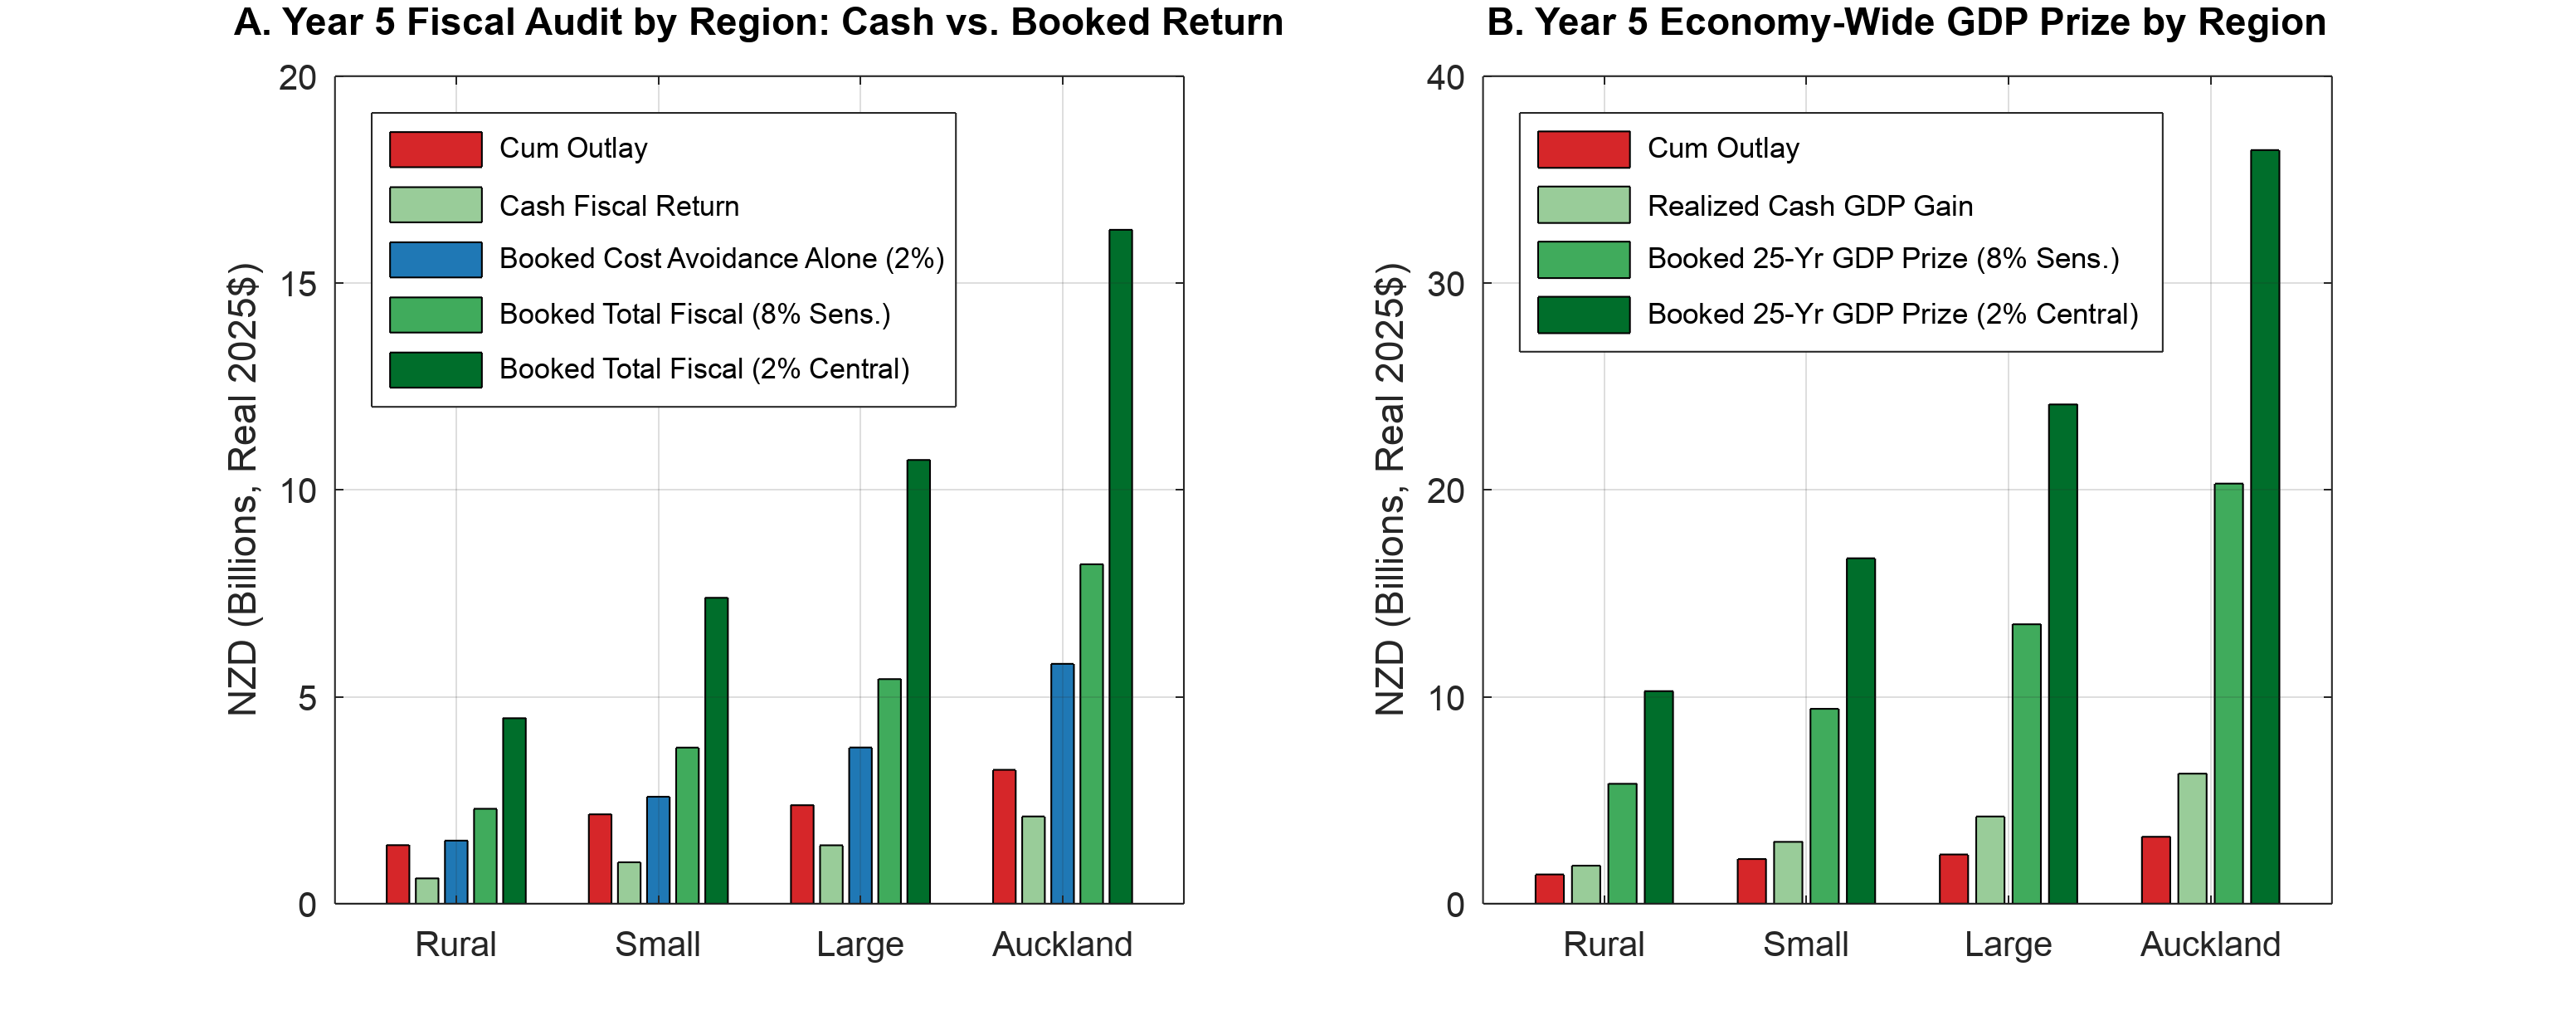 A. Year 5 Fiscal Audit by Region: Cash vs. Booked Return
20
15
10
5
0
NZD (Billions, Real 2025$)
Cum Outlay
Cash Fiscal Return
Booked Cost Avoidance Alone (2%)
Booked Total Fiscal (8% Sens.)
Booked Total Fiscal (2% Central)
Rural
Small
Large
Auckland
B. Year 5 Economy-Wide GDP Prize by Region
40
30
20
10
0
NZD (Billions, Real 2025$)
Cum Outlay
Realized Cash GDP Gain
Booked 25-Yr GDP Prize (8% Sens.)
Booked 25-Yr GDP Prize (2% Central)
Rural
Small
Large
Auckland